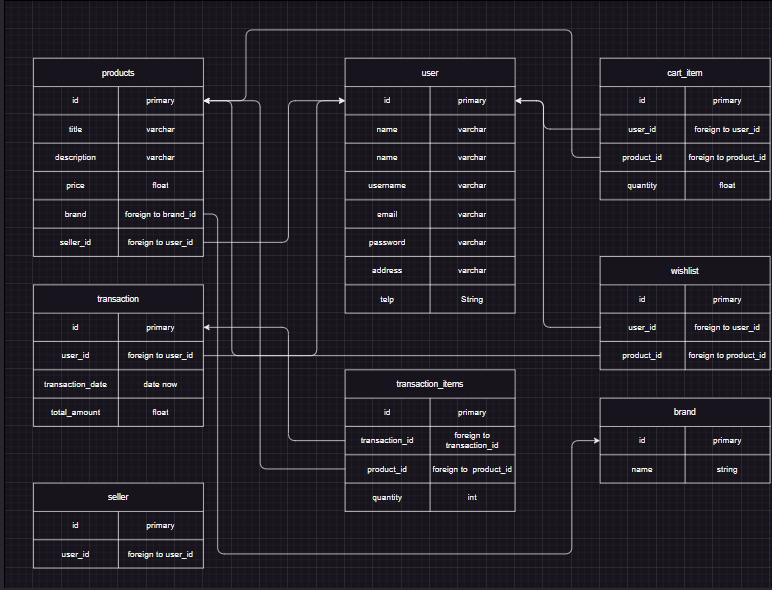 products
id primary
title varchar
description varchar
price float
brand foreign to brand_id
seller_id foreign to user_id
transaction
id primary
user_id foreign to user_id
transaction_date date now
total_amount float
seller
id primary
user_id foreign to user_id
user
id primary
name varchar
name varchar
username varchar
email varchar
password varchar
address varchar
telp String
transaction_items
id primary
transaction_id foreign to
transaction_id
product_id foreign to product_id
quantity int
cart_item
id primary
user_id foreign to user_id
product_id foreign to product_id
quantity float
wishlist
id primary
user_id foreign to user_id
product_id foreign to product_id
brand
id primary
name string